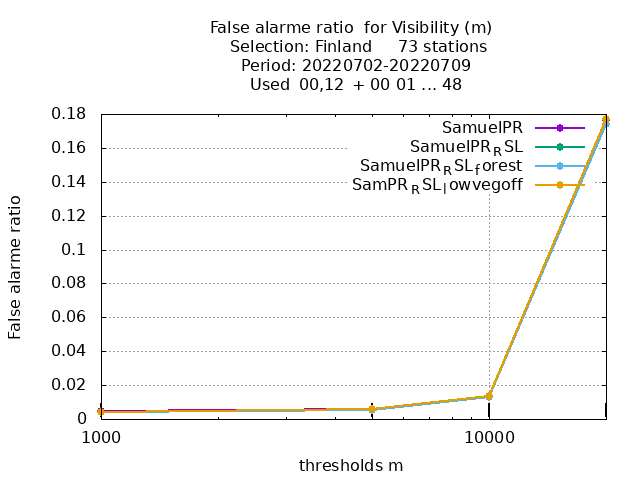 False alarme ratio  for Visibility (m)
Selection: Finland     73 stations
Period: 20220702-20220709
Used  00,12  + 00 01 ... 48
False alarme ratio
0.18
0.16
0.14
0.12
0.1
0.08
0.06
0.04
0.02
0
SamuelPR
SamuelPR_RSL
SamuelPR_RSL_forest
SamPR_RSL_lowvegoff
1000
10000
thresholds m